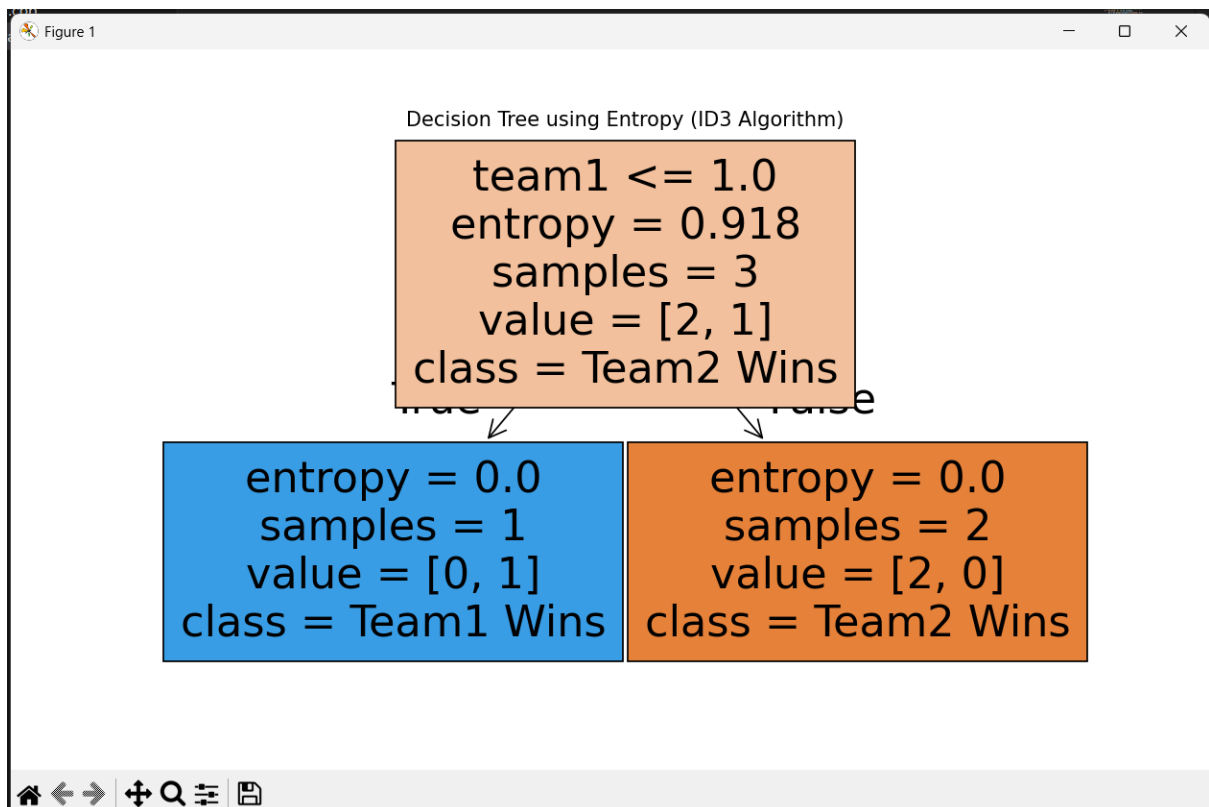 Figure 1
Decision Tree using Entropy (ID3 Algorithm)
team1 <= 1.0
entropy = 0.918
samples = 3
value = [2, 1]
class = Team2 Wins
True
False
entropy = 0.0
samples = 1
value = [0, 1]
class = Team1 Wins
entropy = 0.0
samples = 2
value = [2, 0]
class = Team2 Wins